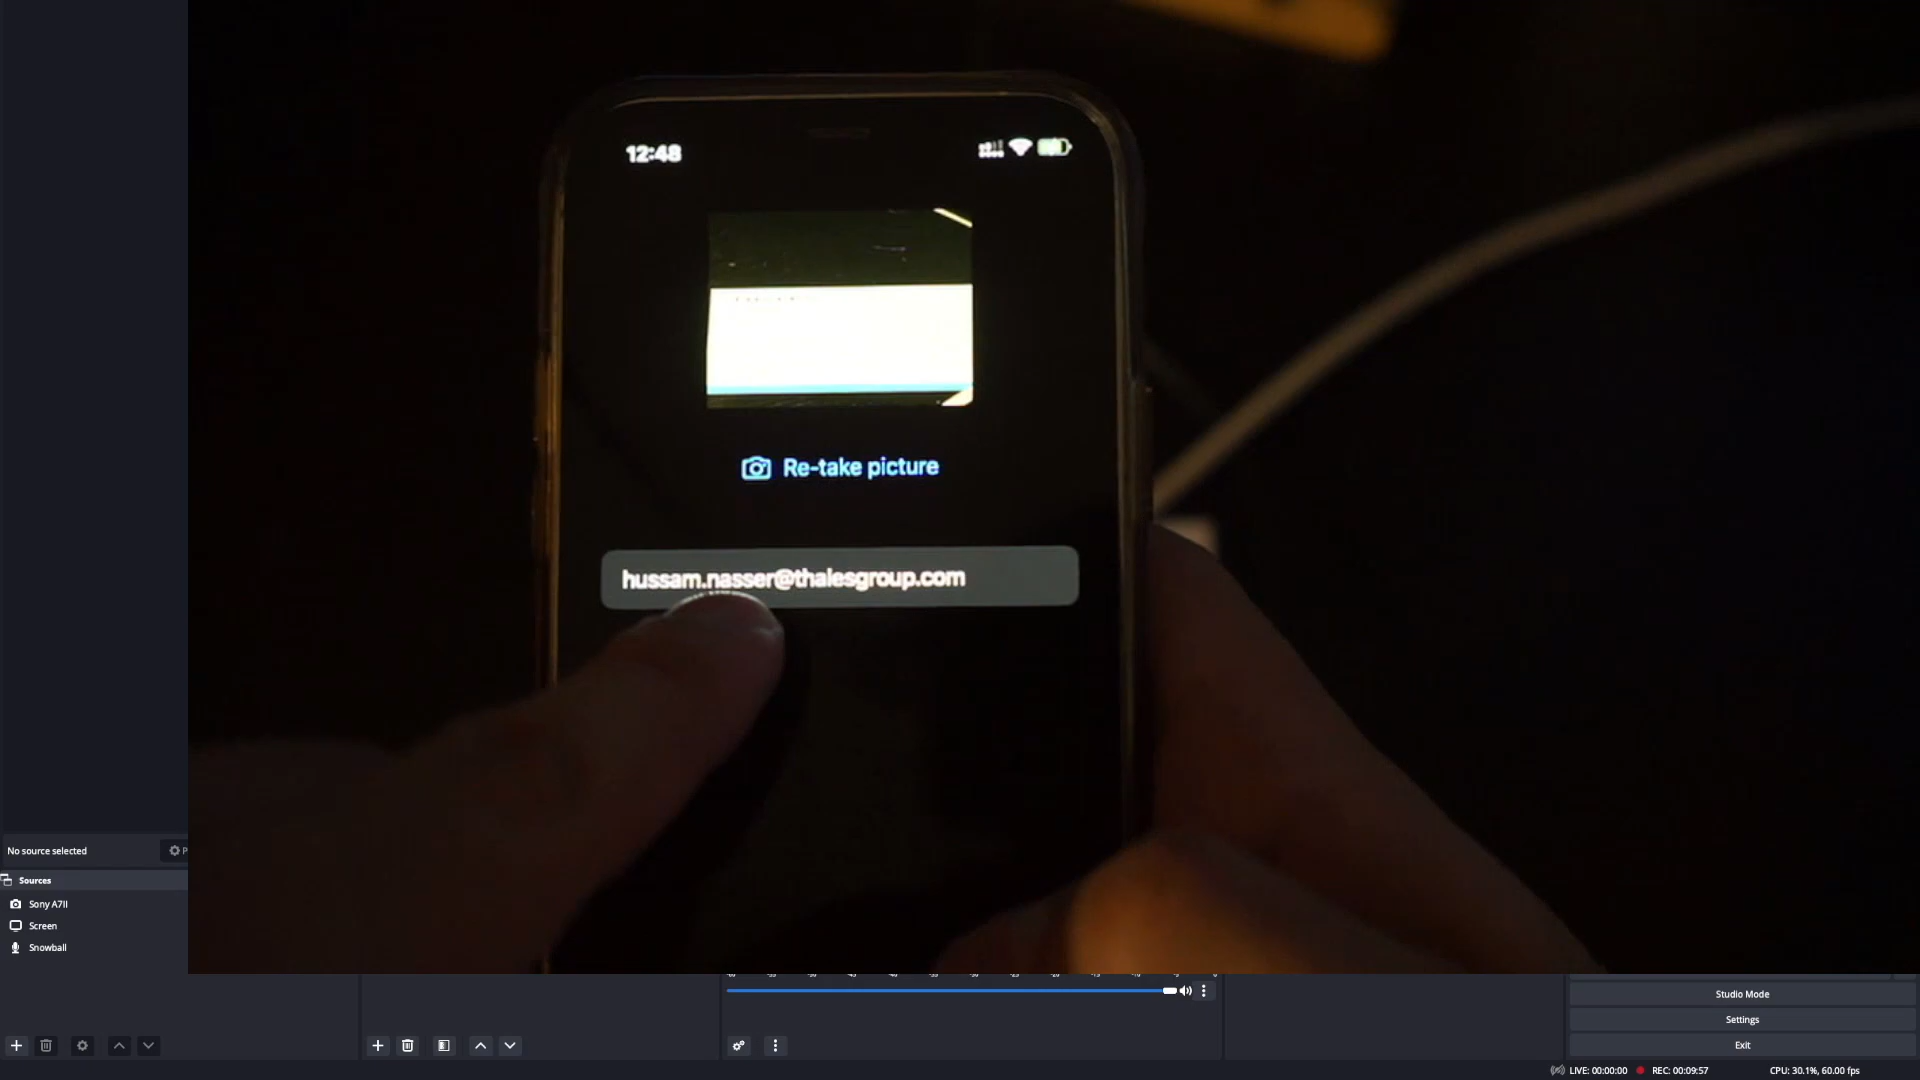 12:48
Re-take picture
hussam.nasser@thalesgroup.com
No source selected
Sources
Sony A7II
Screen
Snowball
Studio Mode
Settings
Exit
LIVE: 00:00:00 REC: 00:09:57 CPU: 30.1%, 60.00 fps